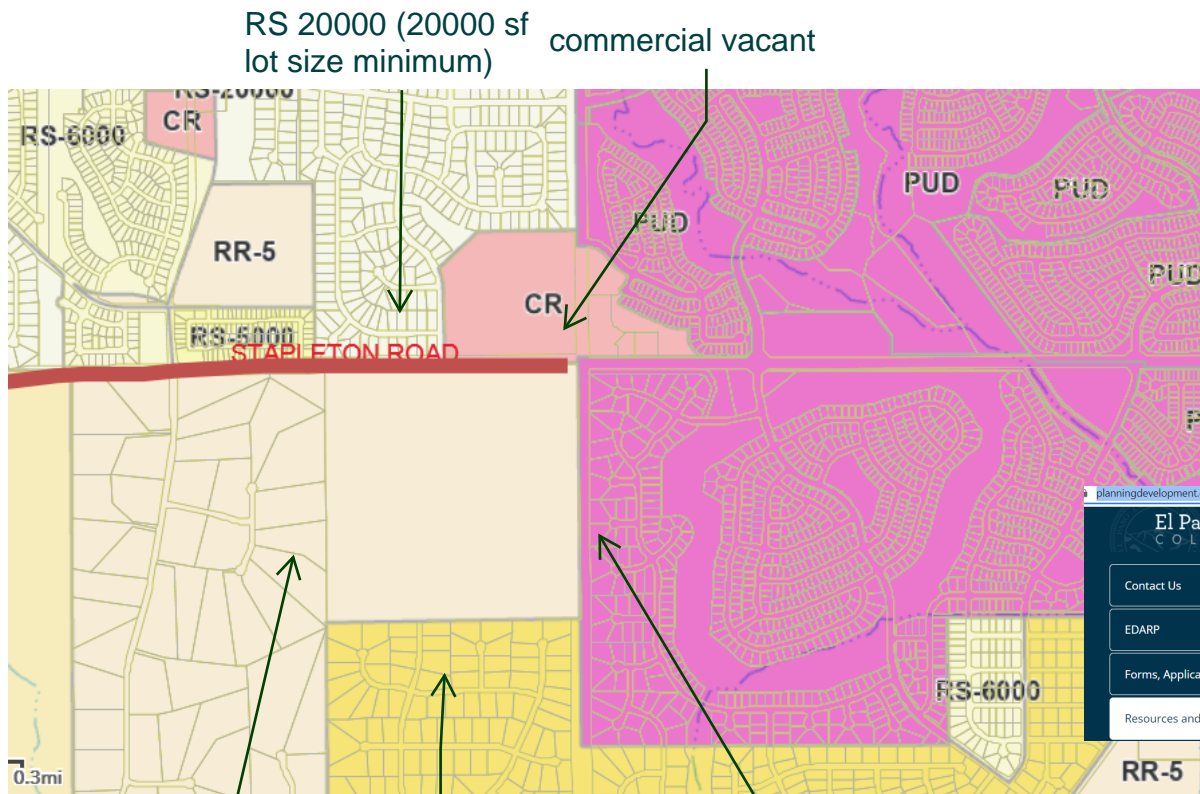 RS 20000 (20000 sf
lot size minimum)
commercial vacant
RS-20000
CR
RS-6000
PUD
PUD
PUD
RR-5
PUD
CR
RS-5000
STAPLETON ROAD
planningdevelopment.
El Pa
COL
Contact Us
EDARP
Forms, Applica
Resources and
RS-6000
0.3mi
RR-5